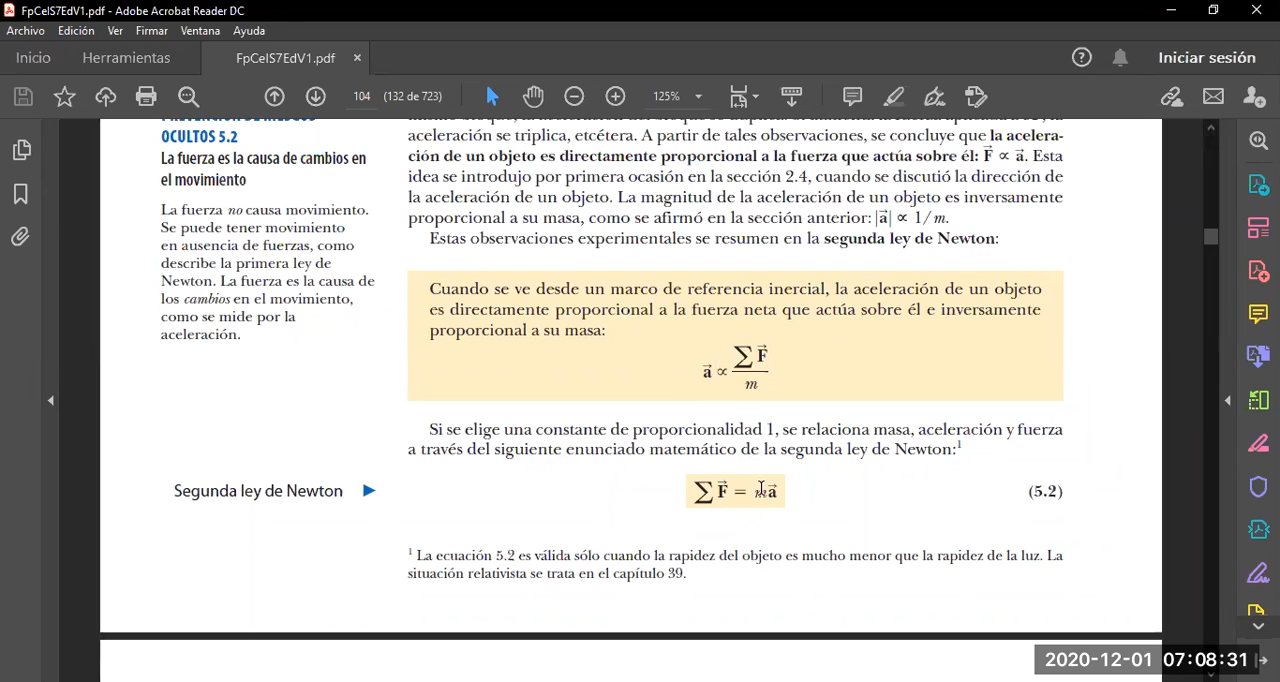 FpCeIS7EdV1.pdf - Adobe Acrobat Reader DC
Archivo Edición Ver Firmar Ventana Ayuda
Inicio Herramientas FpCeIS7EdV1.pdf × Iniciar sesión
104 (132 de 723) 125%
OCULTOS 5.2
La fuerza es la causa de cambios en
el movimiento
La fuerza no causa movimiento.
Se puede tener movimiento
en ausencia de fuerzas, como
describe la primera ley de
Newton. La fuerza es la causa de
los cambios en el movimiento,
como se mide por la
aceleración.
aceleración se triplica, etcétera. A partir de tales observaciones, se concluye que la acelera-
ción de un objeto es directamente proporcional a la fuerza que actúa sobre él: F⃗ ∝ a⃗. Esta
idea se introdujo por primera ocasión en la sección 2.4, cuando se discutió la dirección de
la aceleración de un objeto. La magnitud de la aceleración de un objeto es inversamente
proporcional a su masa, como se afirmó en la sección anterior: |a⃗| ∝ 1/m.
Estas observaciones experimentales se resumen en la segunda ley de Newton:
Cuando se ve desde un marco de referencia inercial, la aceleración de un objeto
es directamente proporcional a la fuerza neta que actúa sobre él e inversamente
proporcional a su masa:
a⃗ ∝ ∑ F⃗ / m
Si se elige una constante de proporcionalidad 1, se relaciona masa, aceleración y fuerza
a través del siguiente enunciado matemático de la segunda ley de Newton:¹
Segunda ley de Newton ▶ ∑ F⃗ = ma⃗ (5.2)
¹ La ecuación 5.2 es válida sólo cuando la rapidez del objeto es mucho menor que la rapidez de la luz. La
situación relativista se trata en el capítulo 39.
2020-12-01 07:08:31